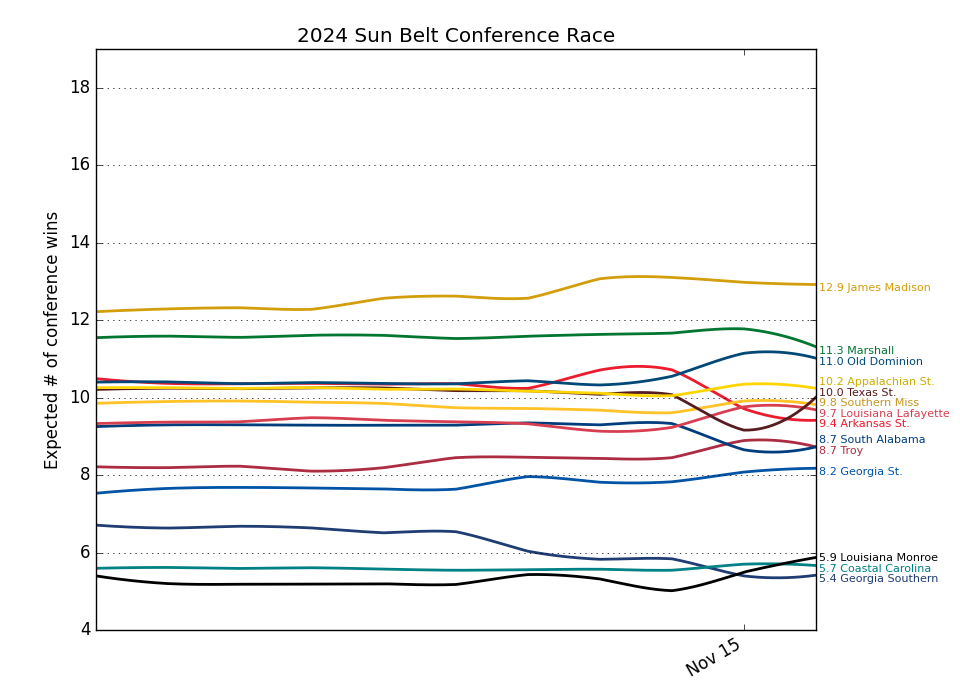 2024 Sun Belt Conference Race
Expected # of conference wins
18
16
14
12
10
8
6
4
Nov 15
12.9 James Madison
11.3 Marshall
11.0 Old Dominion
10.2 Appalachian St.
10.0 Texas St.
9.8 Southern Miss
9.7 Louisiana Lafayette
9.4 Arkansas St.
8.7 South Alabama
8.7 Troy
8.2 Georgia St.
5.9 Louisiana Monroe
5.7 Coastal Carolina
5.4 Georgia Southern